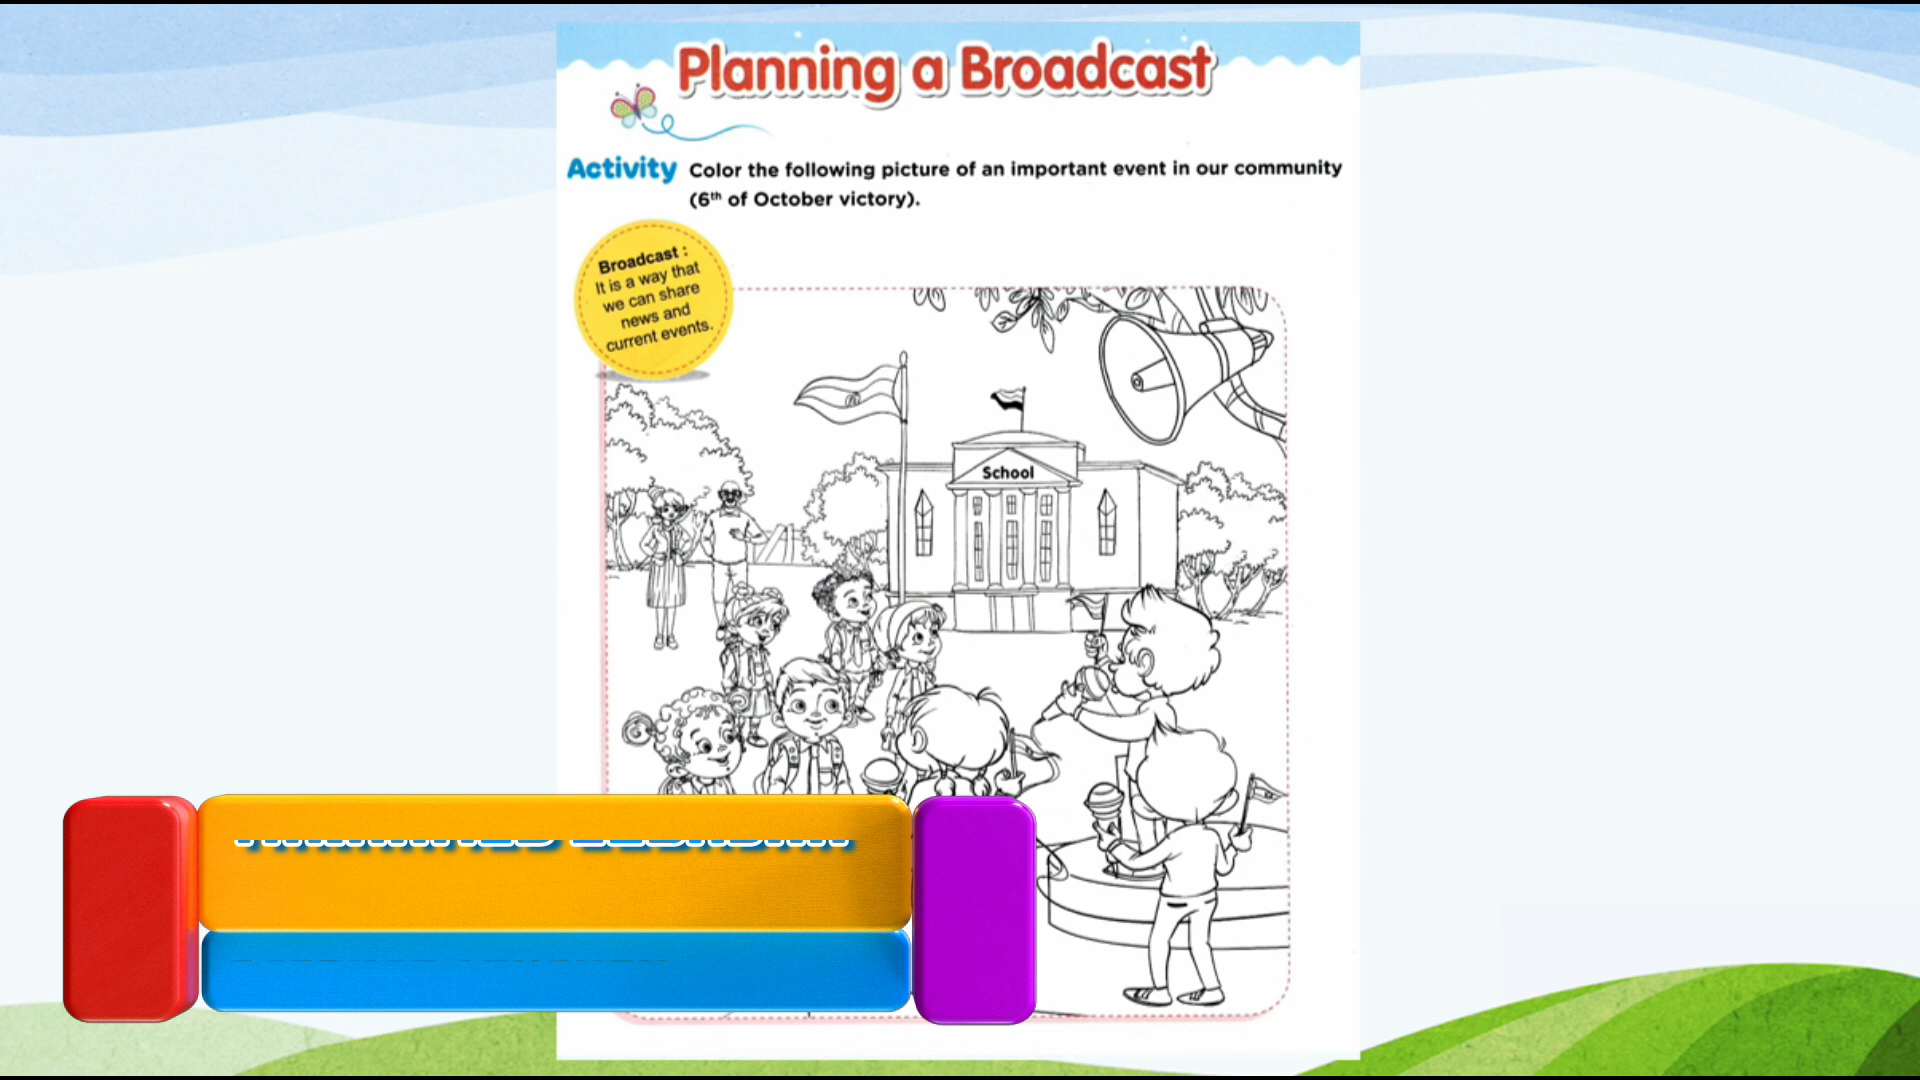 Planning a Broadcast
Activity Color the following picture of an important event in our community
(6th of October victory).
Broadcast :
It is a way that
we can share
news and
current events.
School